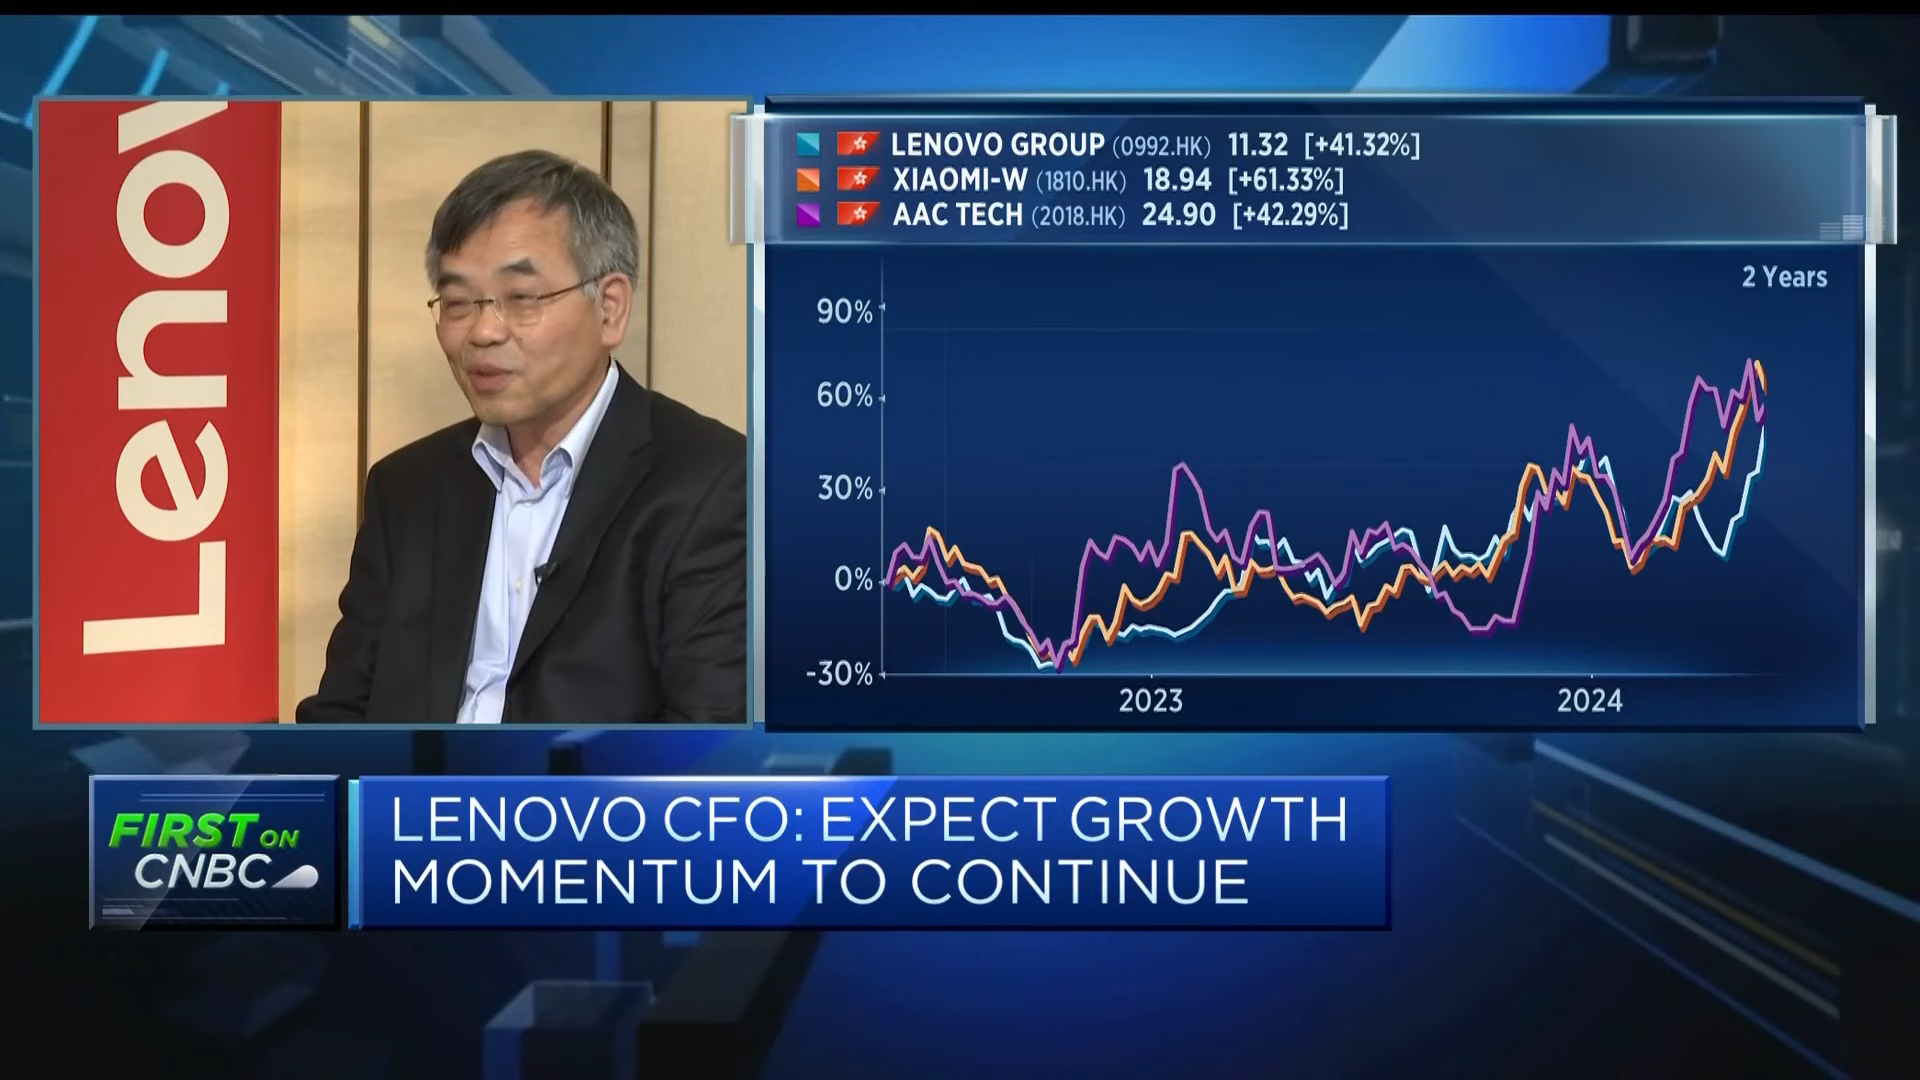 Lenov
LENOVO GROUP (0992.HK) 11.32 [+41.32%]
XIAOMI-W (1810.HK) 18.94 [+61.33%]
AAC TECH (2018.HK) 24.90 [+42.29%]
2 Years
90%
60%
30%
0%
-30%
2023
2024
FIRST ON
CNBC
LENOVO CFO: EXPECT GROWTH
MOMENTUM TO CONTINUE